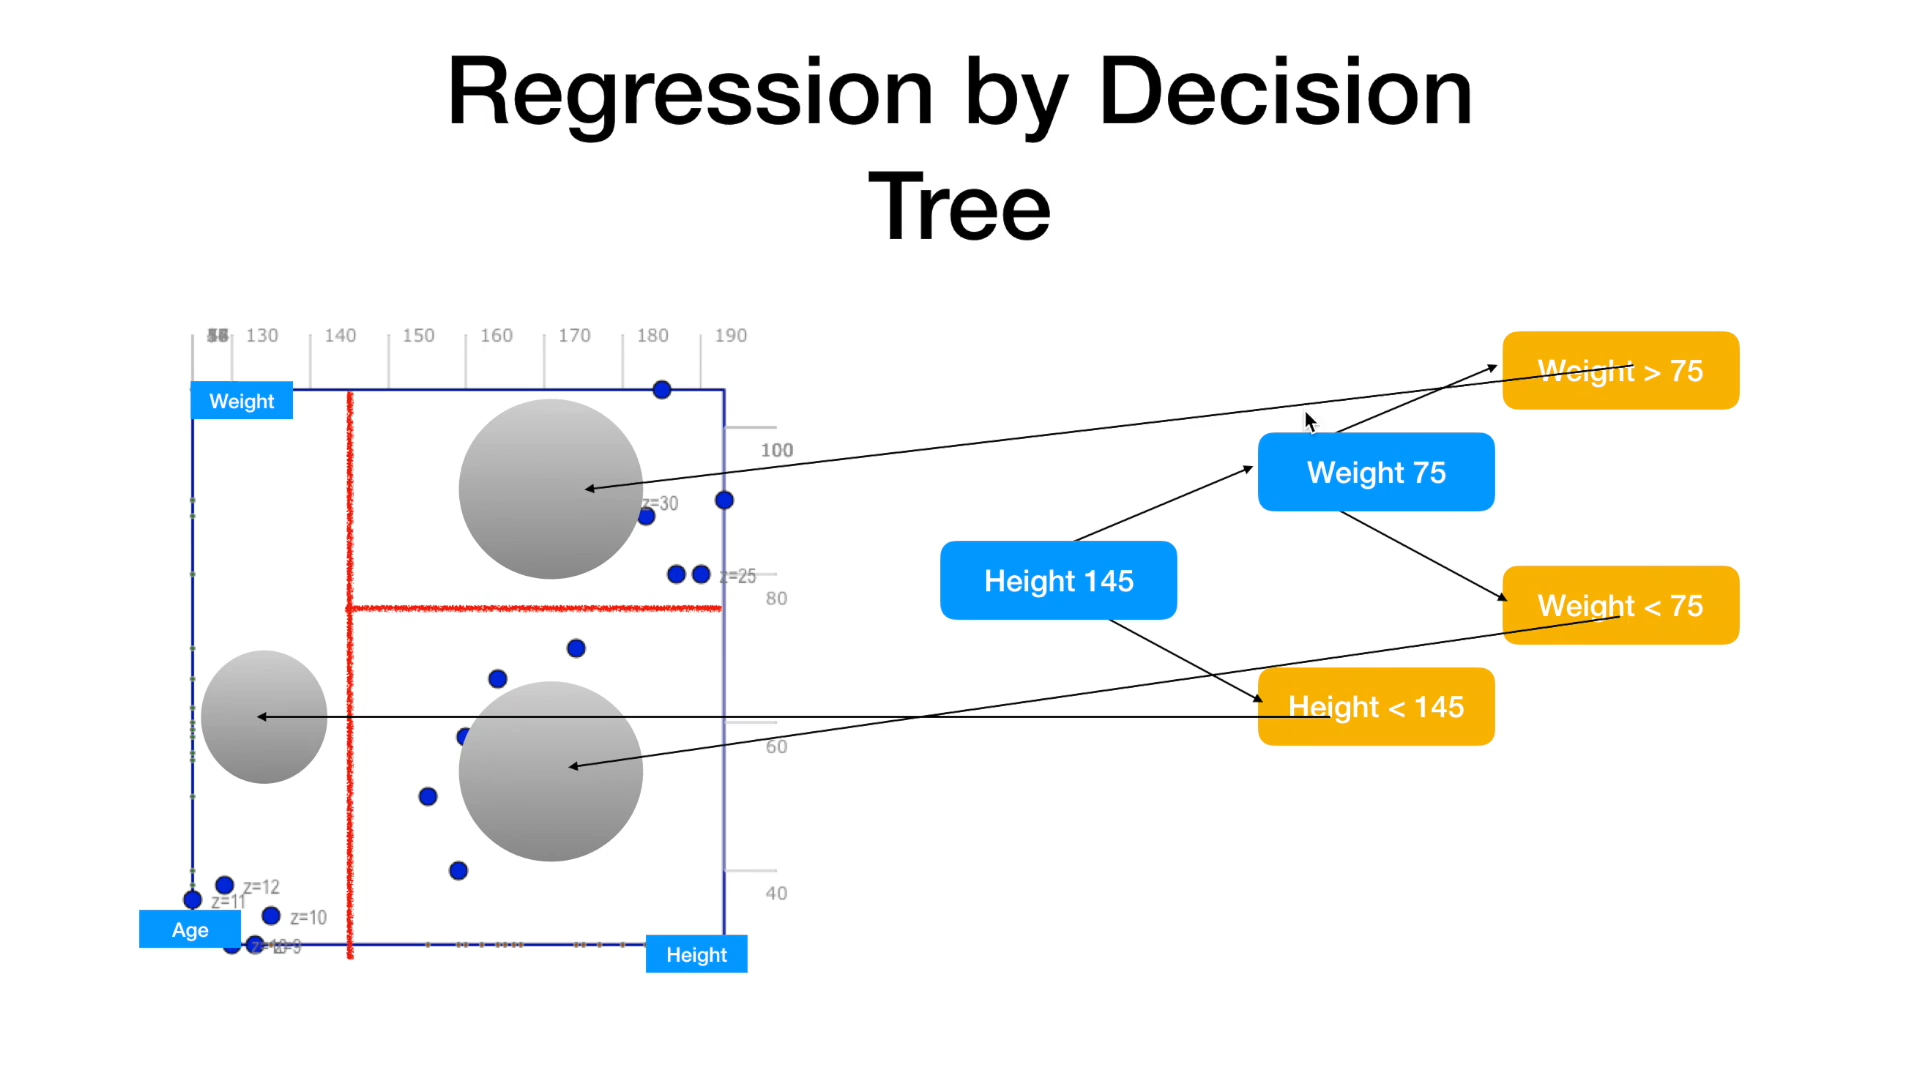 Regression by Decision
Tree
130 140 150 160 170 180 190
Weight
100
z=30
z=25
80
60
40
z=12
z=11
z=10
Age
Height
Weight > 75
Weight 75
Height 145
Weight < 75
Height < 145